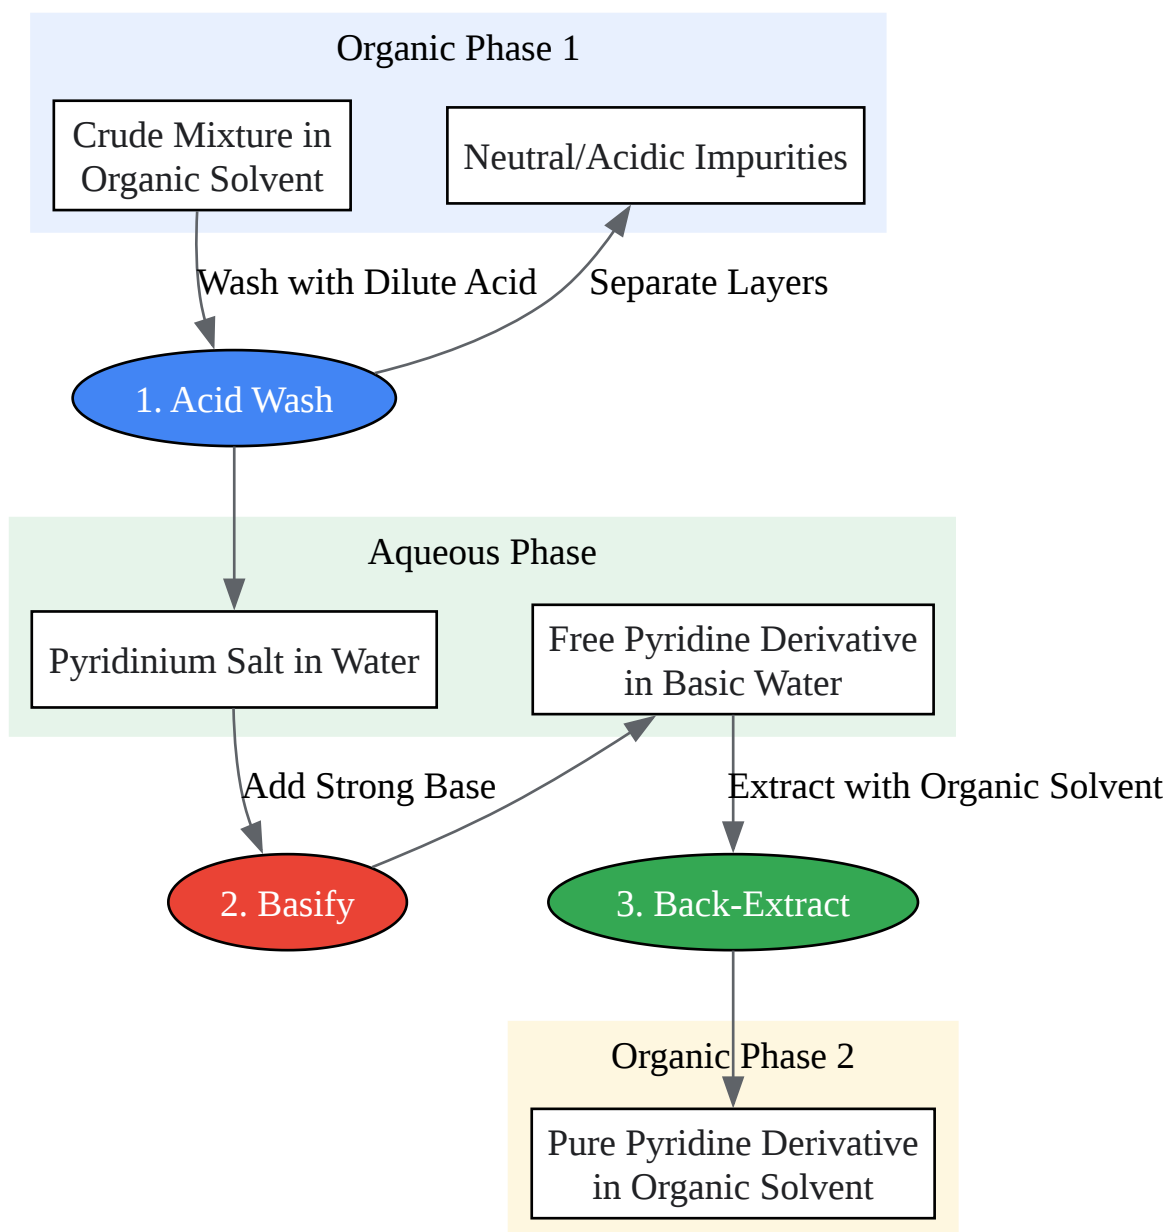 Organic Phase 1
Crude Mixture in
Organic Solvent
Neutral/Acidic Impurities
Wash with Dilute Acid
Separate Layers
1. Acid Wash
Aqueous Phase
Pyridinium Salt in Water
Free Pyridine Derivative
in Basic Water
Add Strong Base
Extract with Organic Solvent
2. Basify
3. Back-Extract
Organic Phase 2
Pure Pyridine Derivative
in Organic Solvent